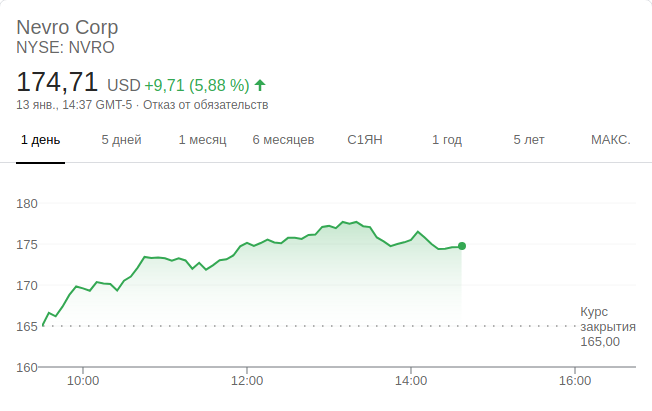 Nevro Corp
NYSE: NVRO
174,71 USD +9,71 (5,88 %)
13 янв., 14:37 GMT-5 · Отказ от обязательств
1 день 5 дней 1 месяц 6 месяцев С1ЯН 1 год 5 лет МАКС.
180
175
170
165
160
Курс
закрытия
165,00
10:00 12:00 14:00 16:00